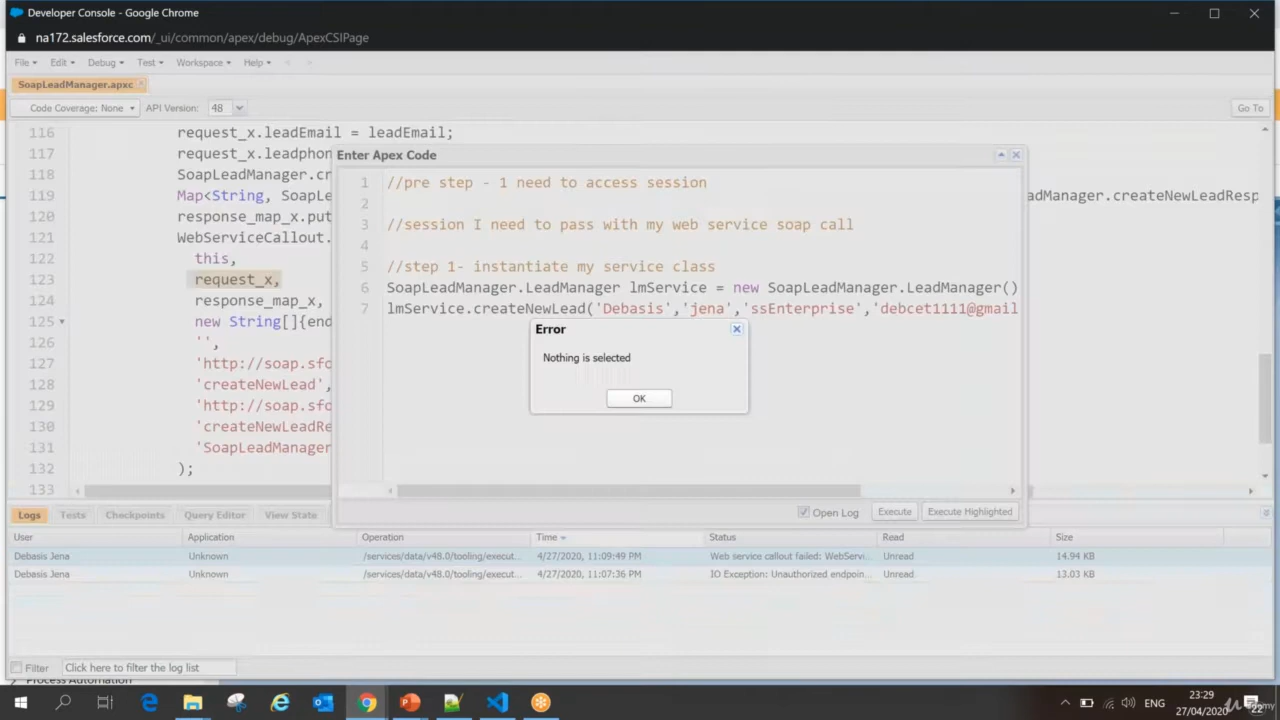 Developer Console - Google Chrome
na172.salesforce.com/_ui/common/apex/debug/ApexCSIPage
File Edit Debug Test Workspace Help < >
SoapLeadManager.apxc
Code Coverage: None API Version: 48 Go To
116 request_x.leadEmail = leadEmail;
117 request_x.leadphon
118 SoapLeadManager.cr
119 Map<String, SoapLe adManager.createNewLeadResp
120 response_map_x.put
121 WebServiceCallout.
122 this,
123 request_x,
124 response_map_x,
125 new String[]{end
126 '',
127 'http://soap.sfo
128 'createNewLead',
129 'http://soap.sfo
130 'createNewLeadRe
131 'SoapLeadManager
132 );
133
Enter Apex Code
1 //pre step - 1 need to access session
2
3 //session I need to pass with my web service soap call
4
5 //step 1- instantiate my service class
6 SoapLeadManager.LeadManager lmService = new SoapLeadManager.LeadManager()
7 lmService.createNewLead('Debasis','jena','ssEnterprise','debcet1111@gmail
Error
Nothing is selected
OK
Open Log Execute Execute Highlighted
Logs Tests Checkpoints Query Editor View State
User Application Operation Time Status Read Size
Debasis Jena Unknown /services/data/v48.0/tooling/execut... 4/27/2020, 11:09:49 PM Web service callout failed: WebServi... Unread 14.94 KB
Debasis Jena Unknown /services/data/v48.0/tooling/execut... 4/27/2020, 11:07:36 PM IO Exception: Unauthorized endpoin... Unread 13.03 KB
Filter Click here to filter the log list
Process Automation
ENG
23:29
27/04/2020